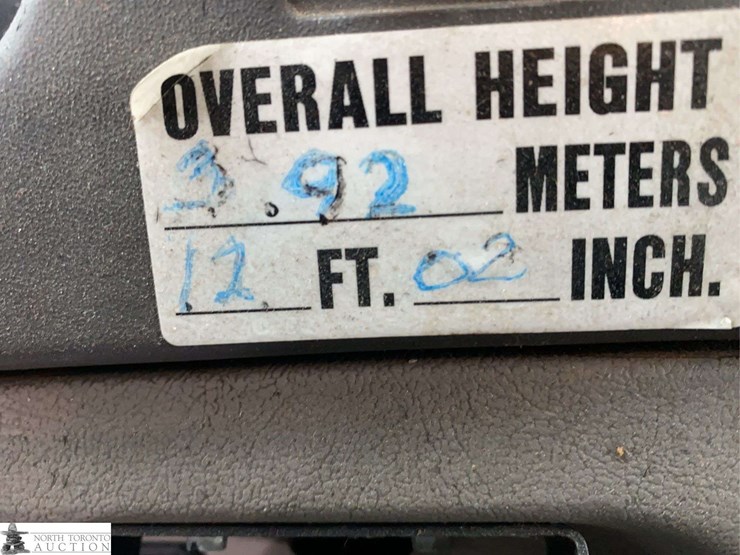 OVERALL HEIGHT
3.92 METERS
12 FT. 02 INCH.
NORTH TORONTO
AUCTION